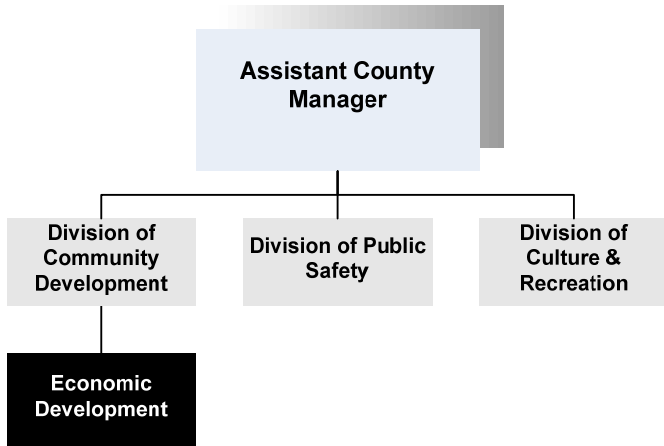 Assistant County
Manager
Division of
Community
Development
Division of Public
Safety
Division of
Culture &
Recreation
Economic
Development